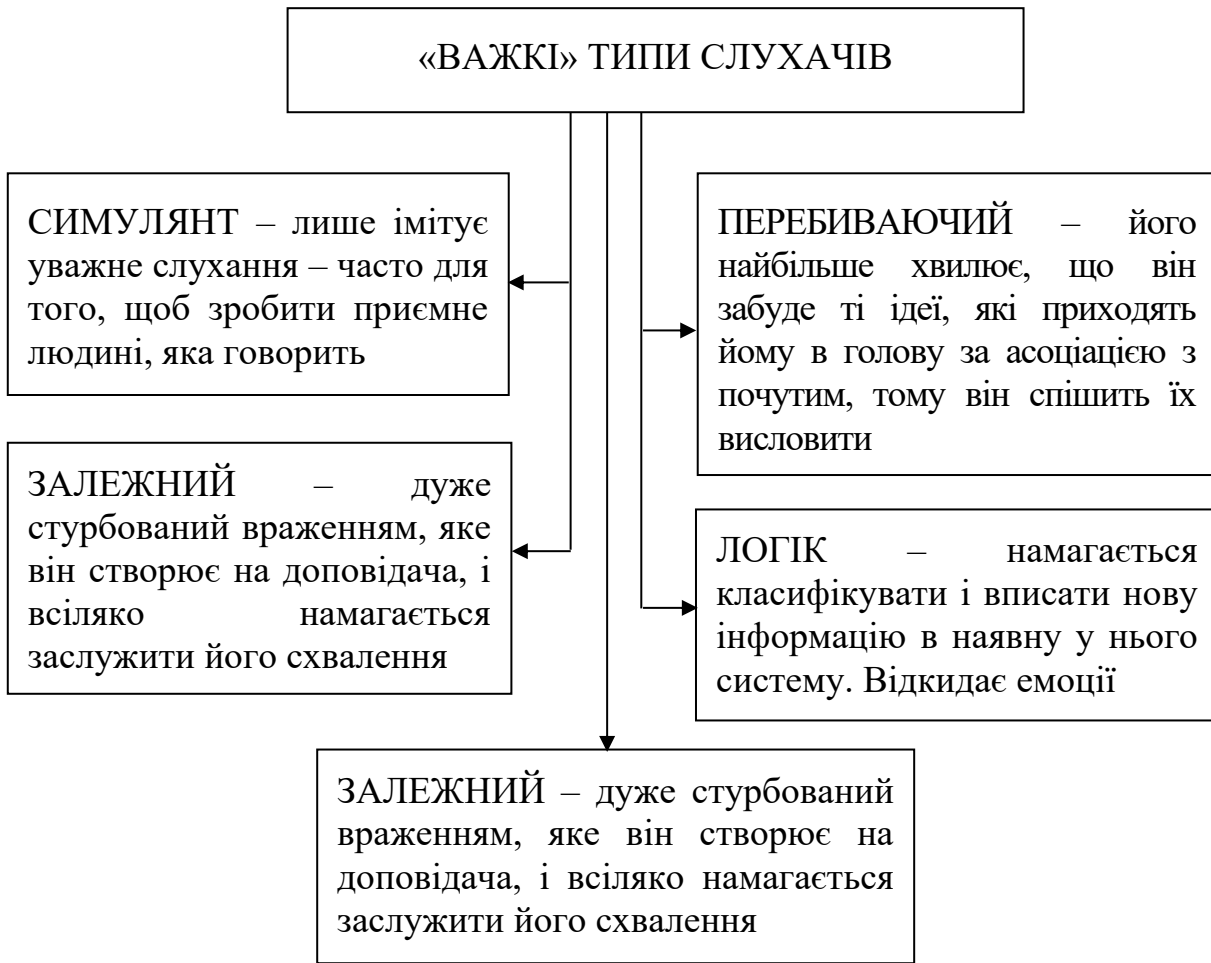 «ВАЖКІ» ТИПИ СЛУХАЧІВ
СИМУЛЯНТ – лише імітує
уважне слухання – часто для
того, щоб зробити приємне
людині, яка говорить
ПЕРЕБИВАЮЧИЙ – його
найбільше хвилює, що він
забуде ті ідеї, які приходять
йому в голову за асоціацією з
почутим, тому він спішить їх
висловити
ЗАЛЕЖНИЙ – дуже
стурбований враженням, яке
він створює на доповідача, і
всіляко намагається
заслужити його схвалення
ЛОГІК – намагається
класифікувати і вписати нову
інформацію в наявну у нього
систему. Відкидає емоції
ЗАЛЕЖНИЙ – дуже стурбований
враженням, яке він створює на
доповідача, і всіляко намагається
заслужити його схвалення